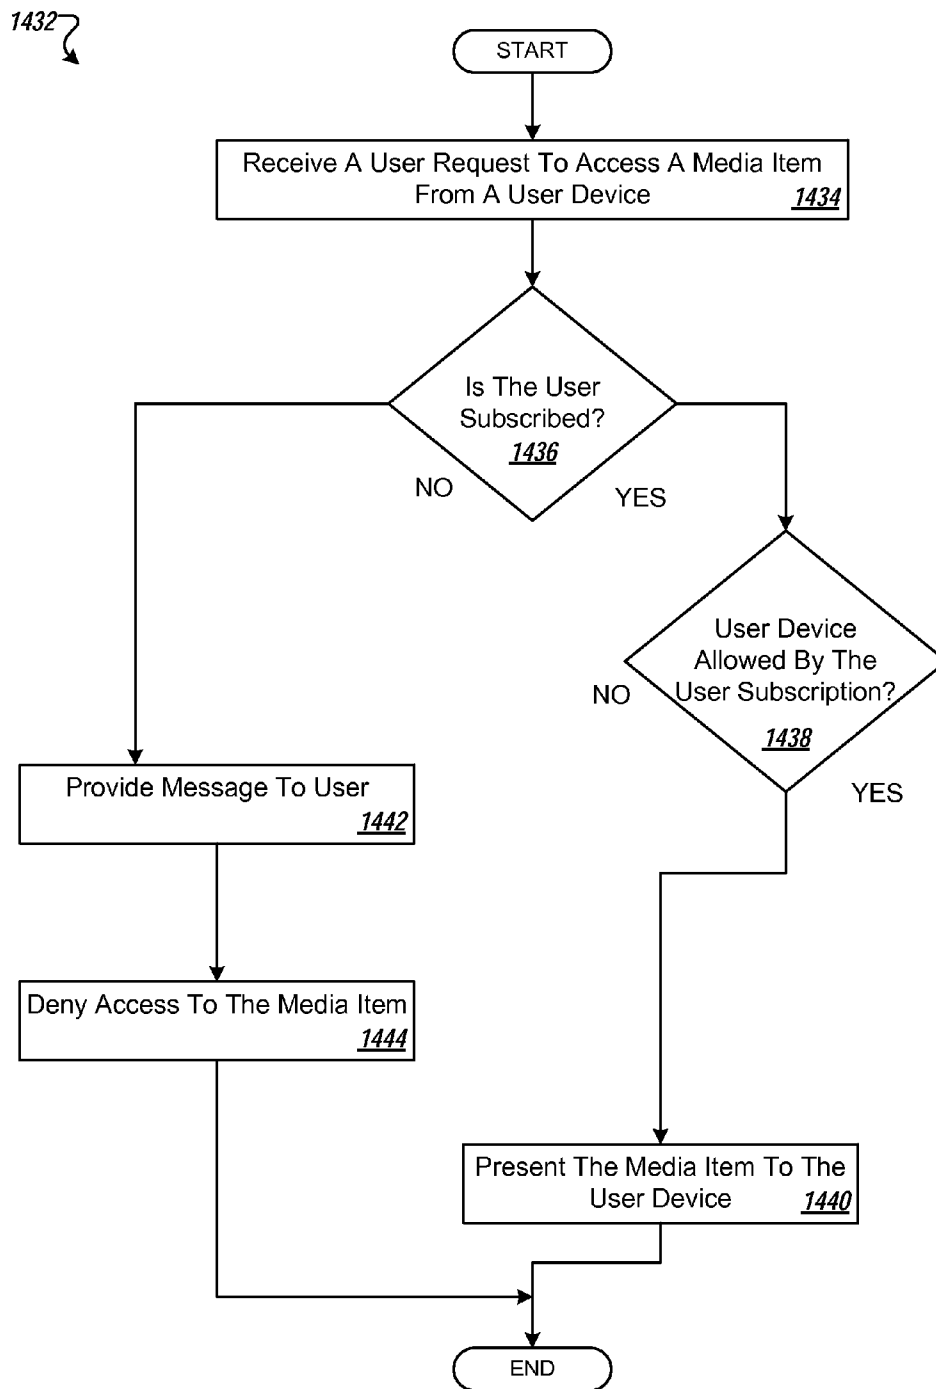 1432
START
Receive A User Request To Access A Media Item
From A User Device
1434
Is The User
Subscribed?
1436
NO
YES
User Device
Allowed By The
User Subscription?
1438
NO
YES
Provide Message To User
1442
Deny Access To The Media Item
1444
Present The Media Item To The
User Device
1440
END